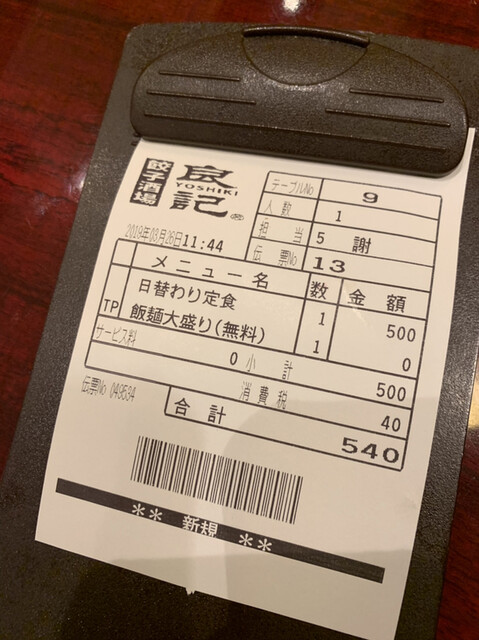 餃子酒場
良記
YOSHIKI
®
テーブルNo 9
人数 1
担当 5 謝
伝票No 13
2019年03月26日 11:44
メニュー名 数 金額
日替わり定食 1 500
TP 飯麺大盛り(無料) 1 0
サービス料 0 小計 500
消費税 40
伝票No 049534
合計 540
** 新規 **